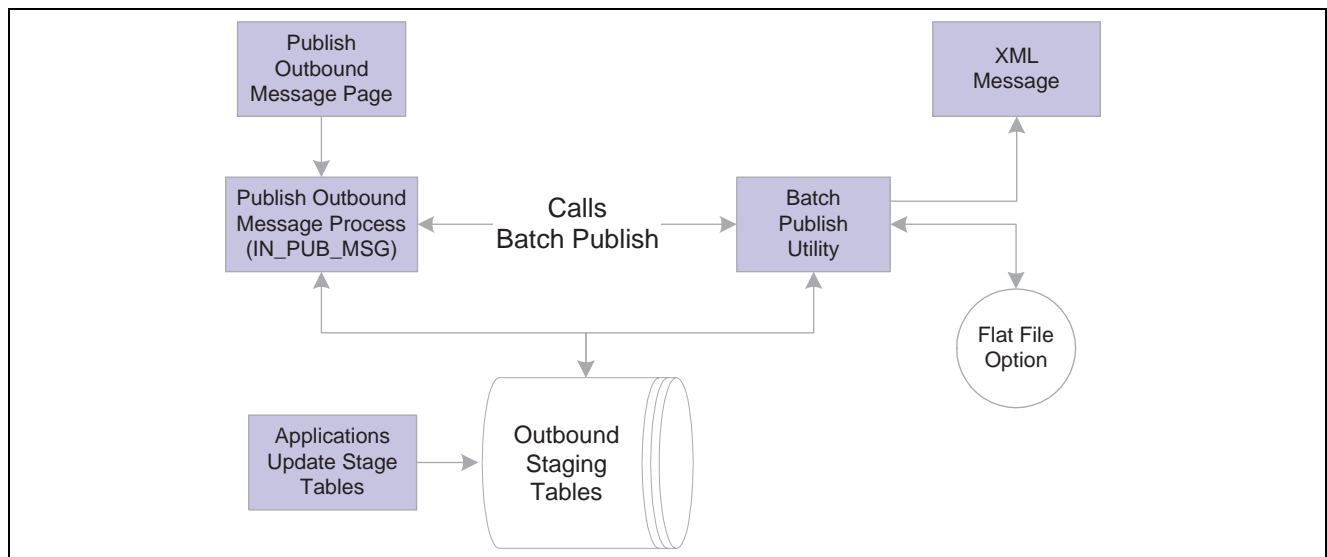 Publish
Outbound
Message Page
XML
Message
Publish Outbound
Message Process
(IN_PUB_MSG)
Calls
Batch Publish
Batch
Publish
Utility
Flat File
Option
Applications
Update Stage
Tables
Outbound
Staging
Tables